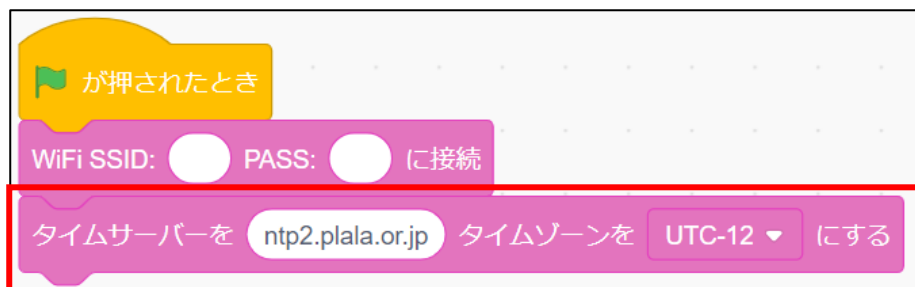 が押されたとき
WiFi SSID: PASS: に接続
タイムサーバーを ntp2.plala.or.jp タイムゾーンを UTC-12 にする